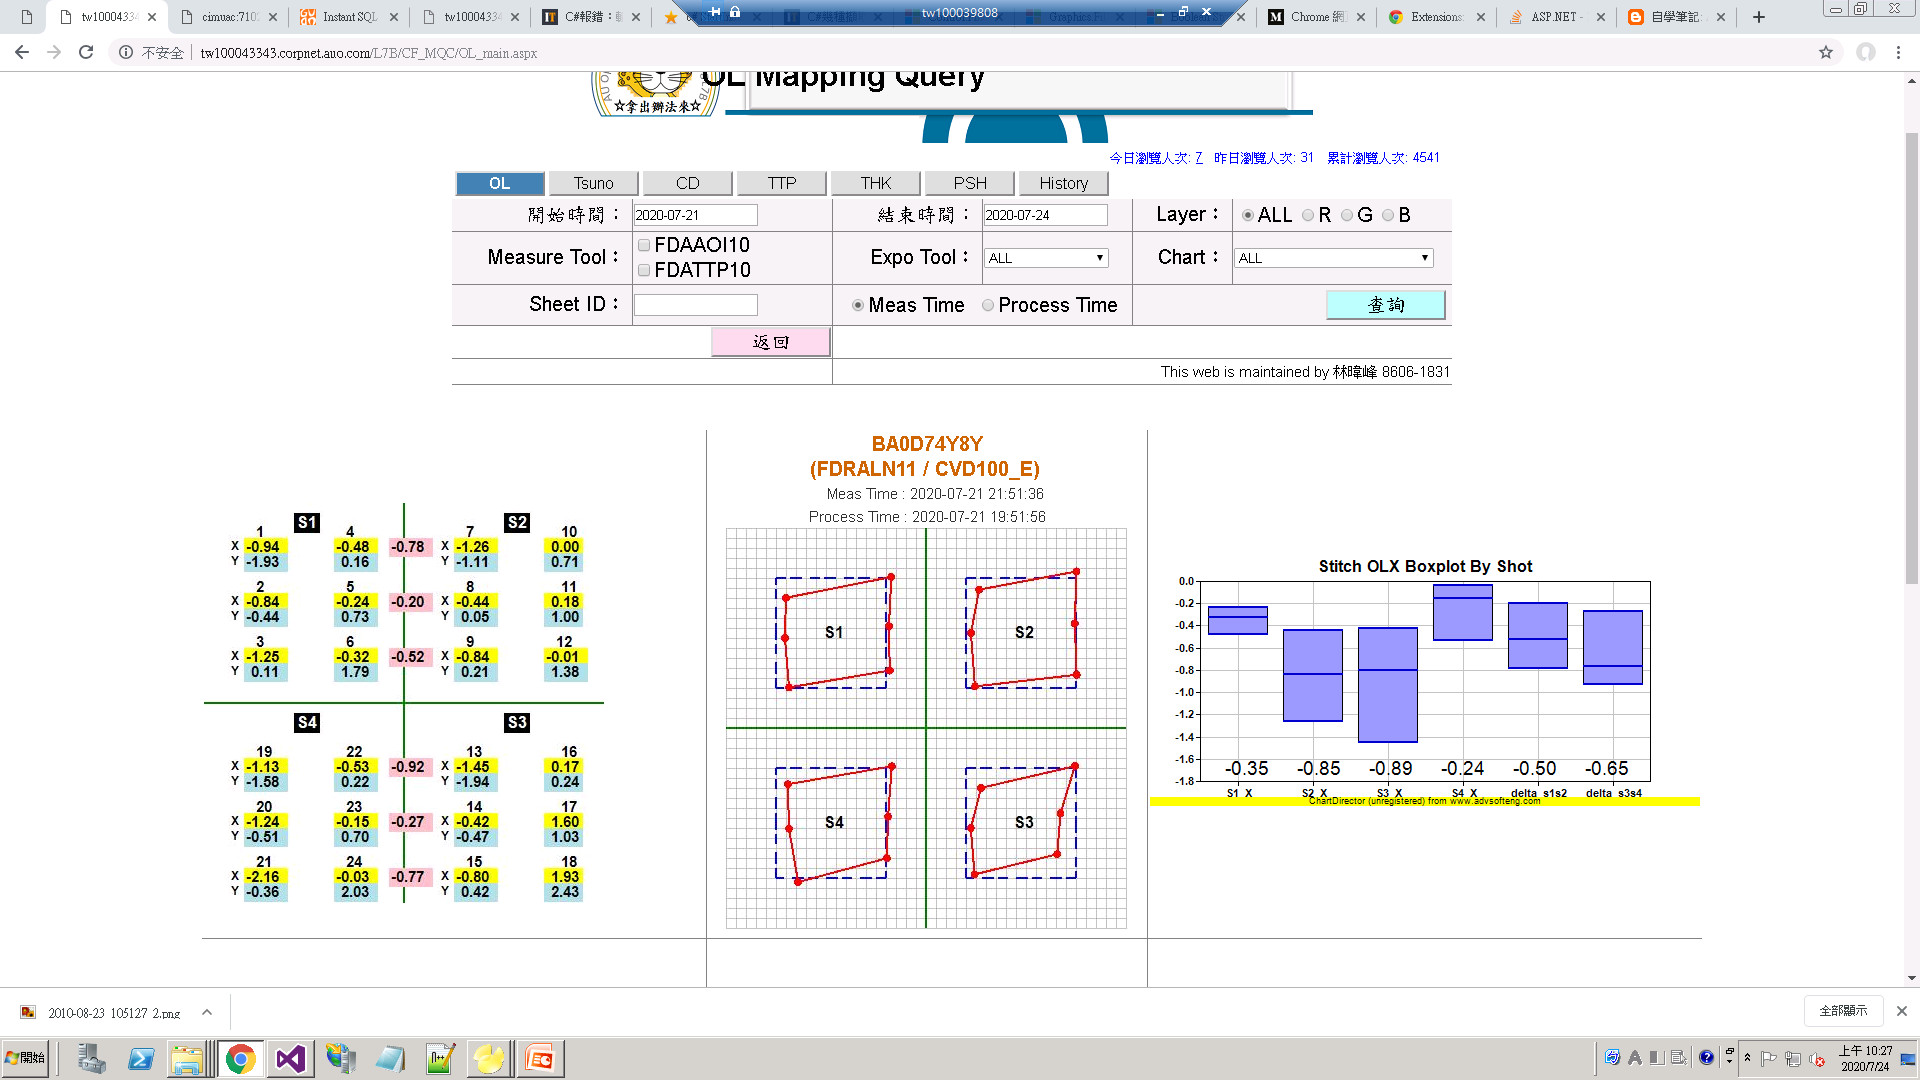 tw10004334
cimuac:710
Instant SQL
tw10004334
C#報錯：
tw100039808
Chrome 網
Extensions
ASP.NET -
自學筆記
不安全 tw100043343.corpnet.auo.com/L7B/CF_MQC/OL_main.aspx
OL Mapping Query
☆拿出辦法來☆
今日瀏覽人次: 7 昨日瀏覽人次: 31 累計瀏覽人次: 4541
OL Tsuno CD TTP THK PSH History
開始時間： 2020-07-21 結束時間： 2020-07-24 Layer： ALL R G B
Measure Tool： FDAAOI10 FDATTP10 Expo Tool： ALL Chart： ALL
Sheet ID： Meas Time Process Time 查詢
返回
This web is maintained by 林暐峰 8606-1831
S1 S2
1 4 7 10
X -0.94 -0.48 -0.78 X -1.26 0.00
Y -1.93 0.16 Y -1.11 0.71
2 5 8 11
X -0.84 -0.24 -0.20 X -0.44 0.18
Y -0.44 0.73 Y 0.05 1.00
3 6 9 12
X -1.25 -0.32 -0.52 X -0.84 -0.01
Y 0.11 1.79 Y 0.21 1.38
S4 S3
19 22 13 16
X -1.13 -0.53 -0.92 X -1.45 0.17
Y -1.58 0.22 Y -1.94 0.24
20 23 14 17
X -1.24 -0.15 -0.27 X -0.42 1.60
Y -0.51 0.70 Y -0.47 1.03
21 24 15 18
X -2.16 -0.03 -0.77 X -0.80 1.93
Y -0.36 2.03 Y 0.42 2.43
BA0D74Y8Y
(FDRALN11 / CVD100_E)
Meas Time : 2020-07-21 21:51:36
Process Time : 2020-07-21 19:51:56
S1 S2
S4 S3
Stitch OLX Boxplot By Shot
0.0
-0.2
-0.4
-0.6
-0.8
-1.0
-1.2
-1.4
-1.6
-1.8
-0.35 -0.85 -0.89 -0.24 -0.50 -0.65
S1_X S2_X S3_X S4_X delta_s1s2 delta_s3s4
ChartDirector (unregistered) from www.advsofteng.com
2010-08-23_105127_2.png
全部顯示
開始
上午 10:27
2020/7/24